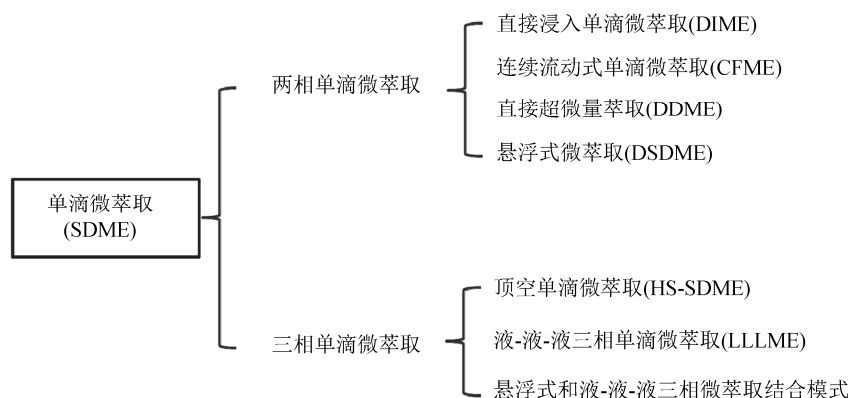 直接浸入单滴微萃取(DIME)
连续流动式单滴微萃取(CFME)
两相单滴微萃取
直接超微量萃取(DDME)
悬浮式微萃取(DSDME)
单滴微萃取
(SDME)
顶空单滴微萃取(HS-SDME)
三相单滴微萃取
液-液-液三相单滴微萃取(LLLME)
悬浮式和液-液-液三相微萃取结合模式